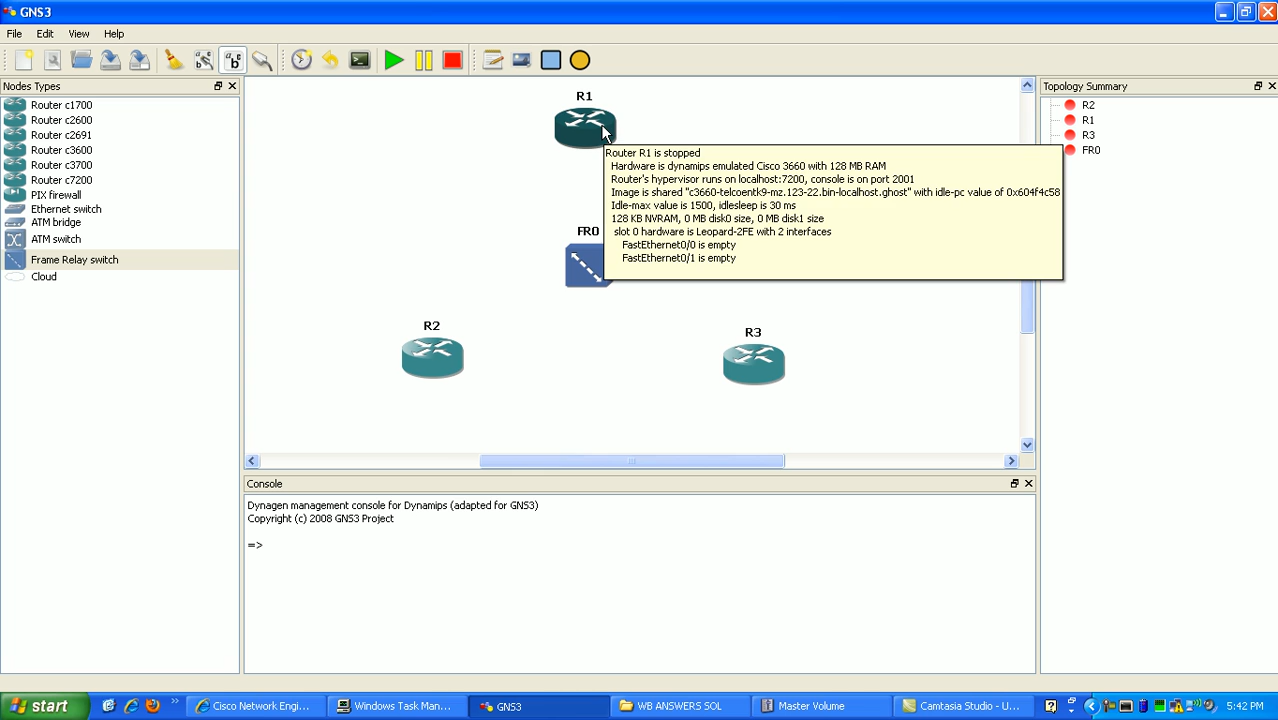 GNS3
File Edit View Help
Nodes Types
Router c1700
Router c2600
Router c2691
Router c3600
Router c3700
Router c7200
PIX firewall
Ethernet switch
ATM bridge
ATM switch
Frame Relay switch
Cloud
R1
Router R1 is stopped
Hardware is dynamips emulated Cisco 3660 with 128 MB RAM
Router's hypervisor runs on localhost:7200, console is on port 2001
Image is shared "c3660-telcoentk9-mz.123-22.bin-localhost.ghost" with idle-pc value of 0x604f4c58
Idle-max value is 1500, idlesleep is 30 ms
128 KB NVRAM, 0 MB disk0 size, 0 MB disk1 size
slot 0 hardware is Leopard-2FE with 2 interfaces
FastEthernet0/0 is empty
FastEthernet0/1 is empty
FR0
R2
R3
Topology Summary
R2
R1
R3
FR0
Console
Dynagen management console for Dynamips (adapted for GNS3)
Copyright (c) 2008 GNS3 Project
=>
start
Cisco Network Engi...
Windows Task Man...
GNS3
WB ANSWERS SOL
Master Volume
Camtasia Studio - U...
5:42 PM